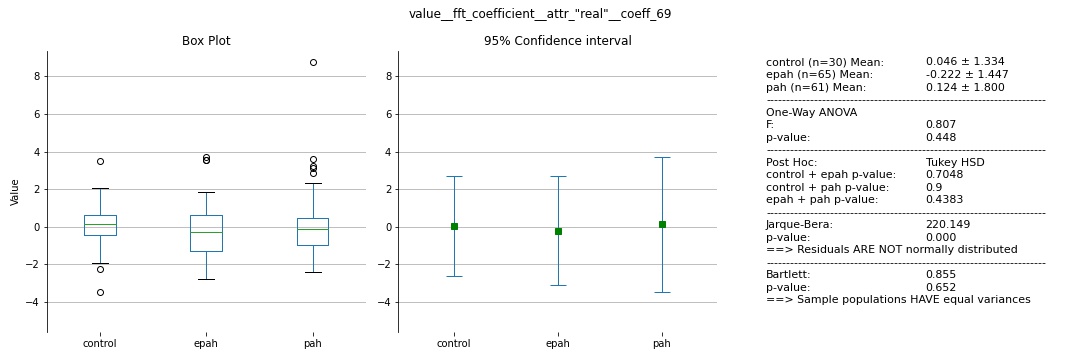 value__fft_coefficient__attr_"real"__coeff_69
Box Plot
Value
8
6
4
2
0
−2
−4
control epah pah
95% Confidence interval
8
6
4
2
0
−2
−4
control epah pah
control (n=30) Mean: 0.046 ± 1.334
epah (n=65) Mean: -0.222 ± 1.447
pah (n=61) Mean: 0.124 ± 1.800
One-Way ANOVA
F: 0.807
p-value: 0.448
Post Hoc: Tukey HSD
control + epah p-value: 0.7048
control + pah p-value: 0.9
epah + pah p-value: 0.4383
Jarque-Bera: 220.149
p-value: 0.000
==> Residuals ARE NOT normally distributed
Bartlett: 0.855
p-value: 0.652
==> Sample populations HAVE equal variances